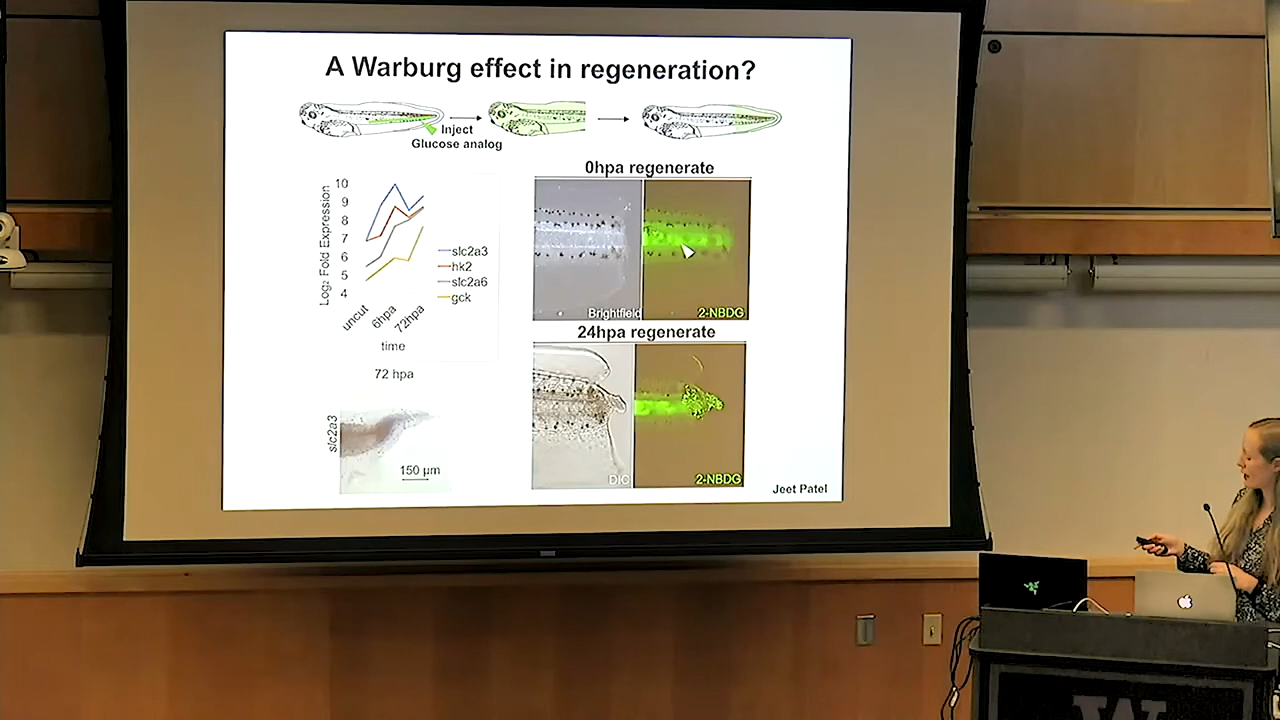 A Warburg effect in regeneration?
Inject
Glucose analog
0hpa regenerate
Log₂ Fold Expression
10
9
8
7
6
5
4
slc2a3
hk2
slc2a6
gck
uncut
6hpa
72hpa
time
Brightfield
2-NBDG
24hpa regenerate
72 hpa
slc2a3
150 µm
DIC
2-NBDG
Jeet Patel
W